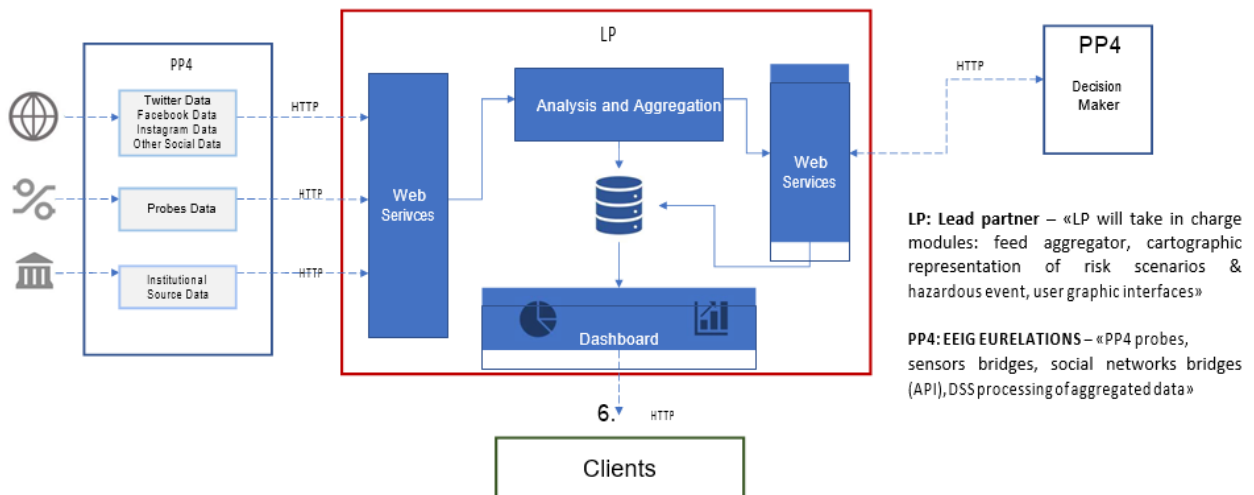 LP
PP4
HTTP
PP4
Decision
Maker
Twitter Data
Facebook Data
Instagram Data
Other Social Data
HTTP
Analysis and Aggregation
Web
Services
Probes Data
HTTP
Web
Serivces
Institutional
Source Data
HTTP
Dashboard
6.
HTTP
Clients
LP: Lead partner – «LP will take in charge
modules: feed aggregator, cartographic
representation of risk scenarios &
hazardous event, user graphic interfaces»
PP4: EEIG EURELATIONS – «PP4 probes,
sensors bridges, social networks bridges
(API), DSS processing of aggregated data»